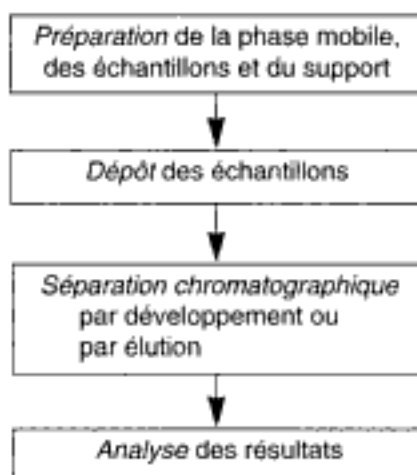 Préparation de la phase mobile,
des échantillons et du support
Dépôt des échantillons
Séparation chromatographique
par développement ou
par élution
Analyse des résultats